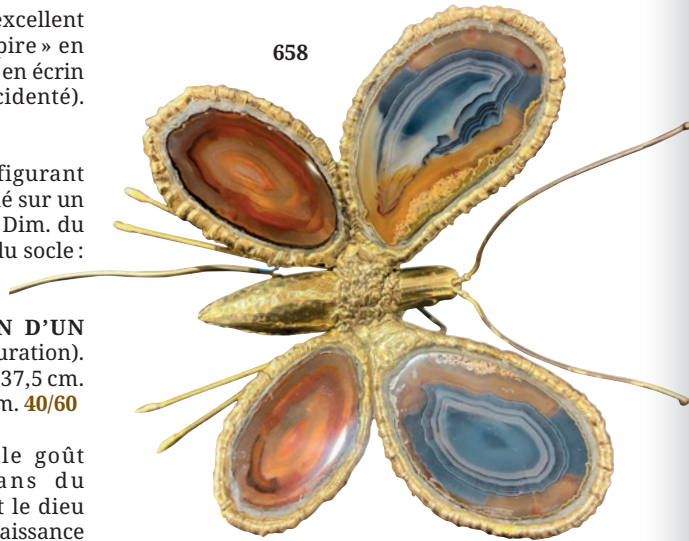 excellent
658
pire » en
en écrin
cidenté).
figurant
é sur un
Dim. du
du socle :
N D'UN
uration).
37,5 cm.
m. 40/60
le goût
ans du
t le dieu
aissance